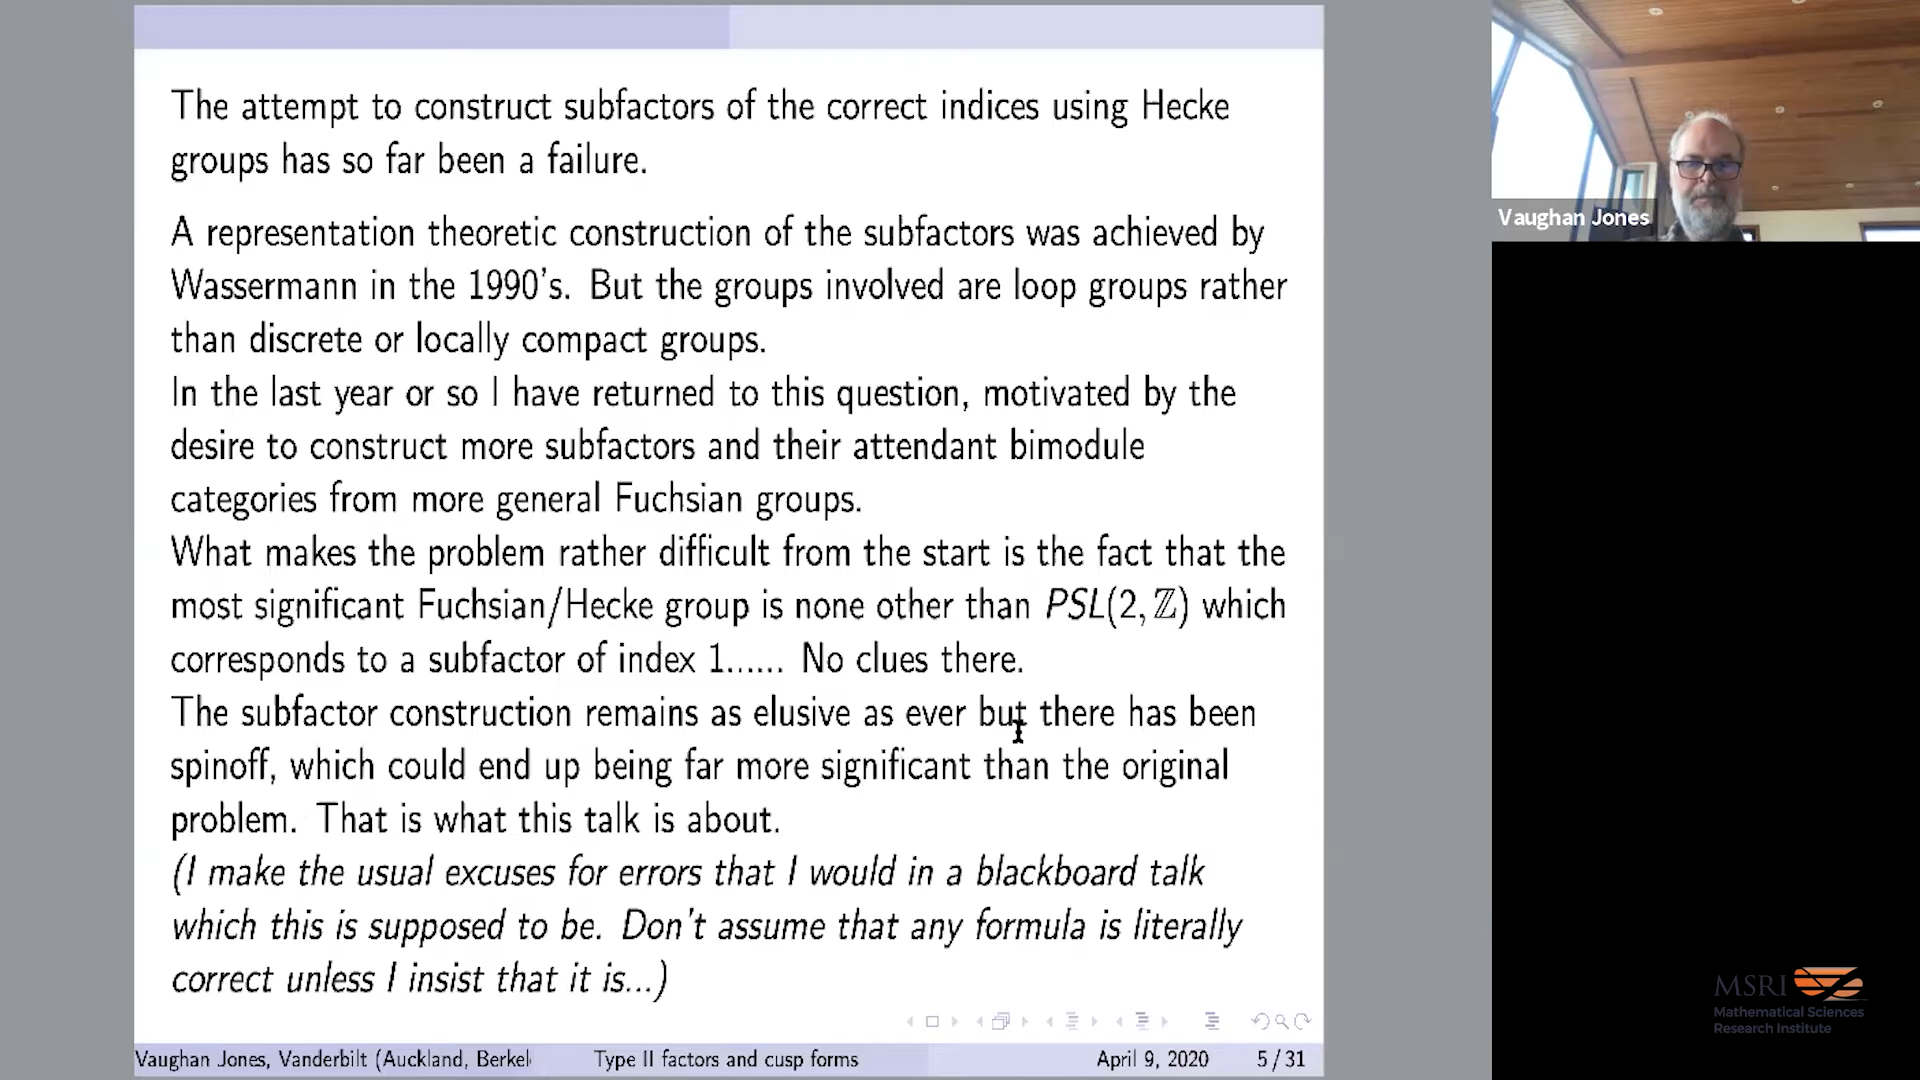 The attempt to construct subfactors of the correct indices using Hecke
groups has so far been a failure.
A representation theoretic construction of the subfactors was achieved by
Wassermann in the 1990's. But the groups involved are loop groups rather
than discrete or locally compact groups.
In the last year or so I have returned to this question, motivated by the
desire to construct more subfactors and their attendant bimodule
categories from more general Fuchsian groups.
What makes the problem rather difficult from the start is the fact that the
most significant Fuchsian/Hecke group is none other than PSL(2, ℤ) which
corresponds to a subfactor of index 1...... No clues there.
The subfactor construction remains as elusive as ever but there has been
spinoff, which could end up being far more significant than the original
problem. That is what this talk is about.
(I make the usual excuses for errors that I would in a blackboard talk
which this is supposed to be. Don't assume that any formula is literally
correct unless I insist that it is...)
Vaughan Jones, Vanderbilt (Auckland, Berkel
Type II factors and cusp forms
April 9, 2020
5 / 31
Vaughan Jones
MSRI
Mathematical Sciences
Research Institute